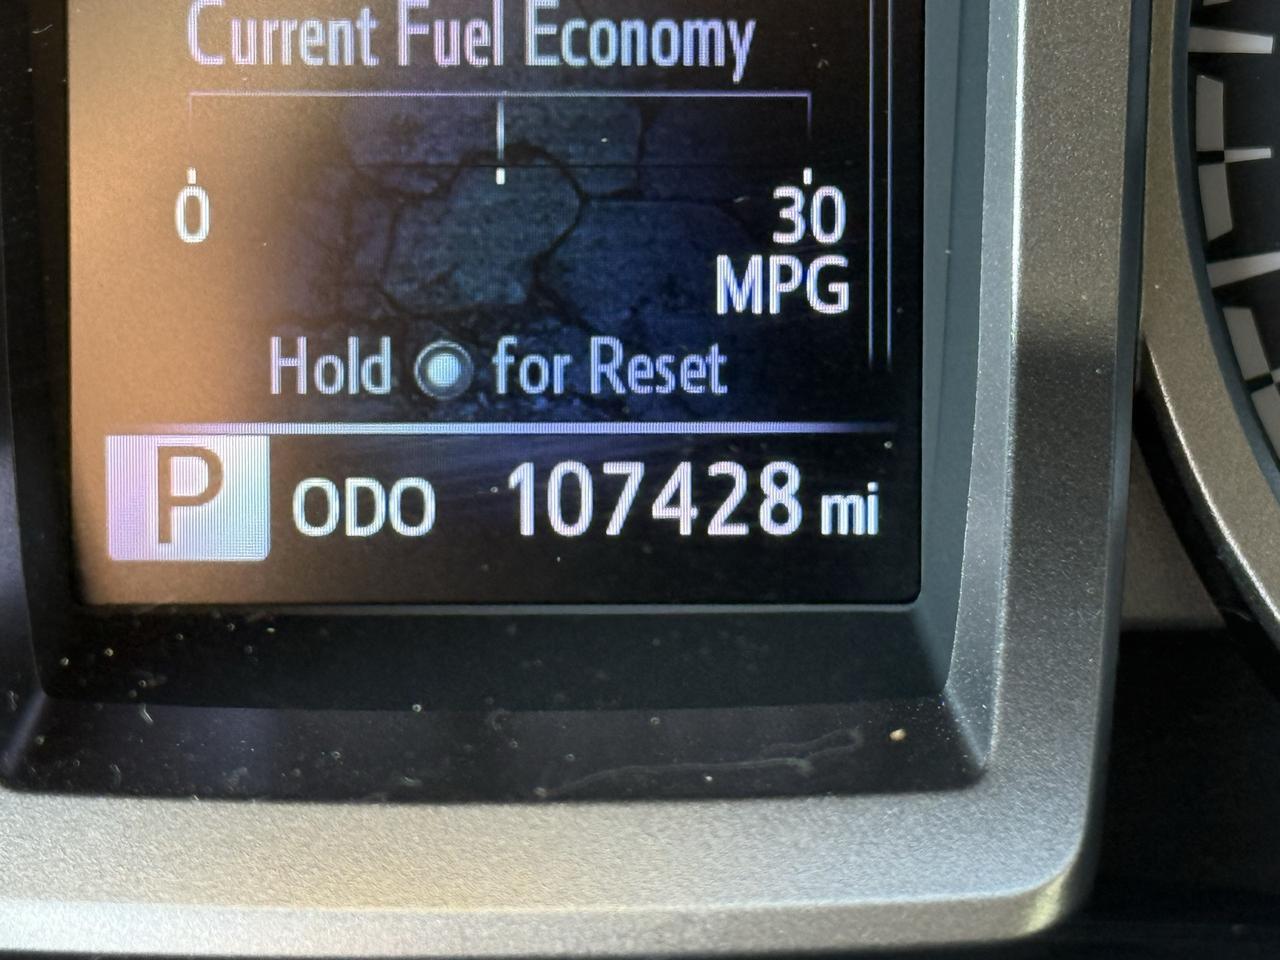 Current Fuel Economy
0 30
MPG
Hold for Reset
P ODO 107428 mi